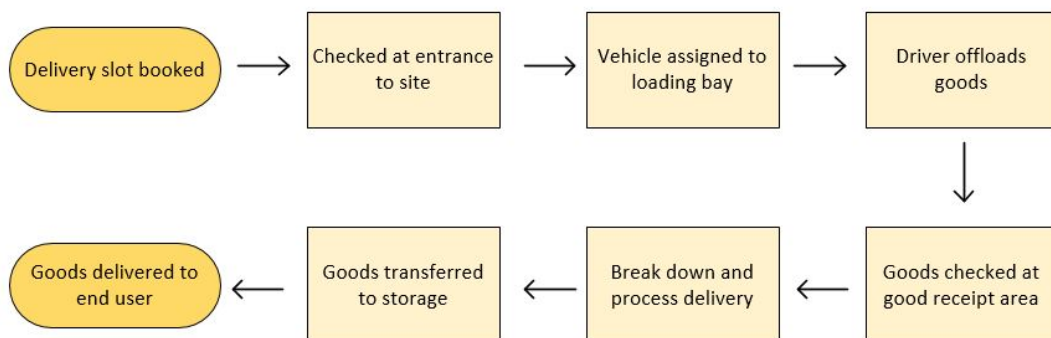 Delivery slot booked
Checked at entrance
to site
Vehicle assigned to
loading bay
Driver offloads
goods
Goods checked at
good receipt area
Break down and
process delivery
Goods transferred
to storage
Goods delivered to
end user